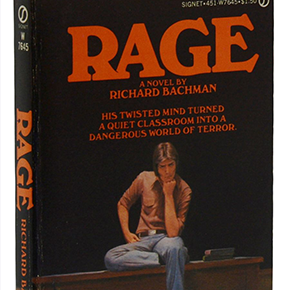 SIGNET•451-W7645•$1.50
RAGE
A NOVEL BY
RICHARD BACHMAN
HIS TWISTED MIND TURNED
A QUIET CLASSROOM INTO A
DANGEROUS WORLD OF TERROR.
SIGNET
W
7645
RAGE
RICHARD B